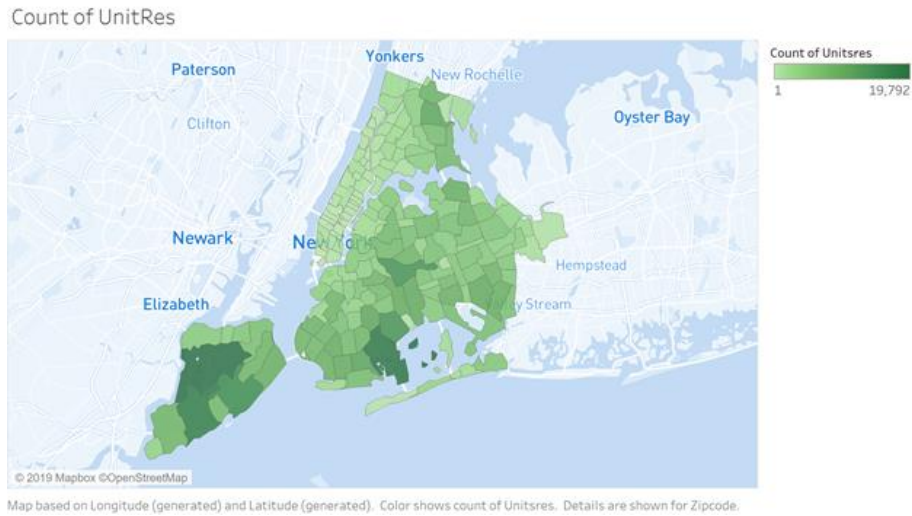 Count of UnitRes
Yonkers
Paterson
New Rochelle
Count of Unitsres
1 19,792
Clifton
Oyster Bay
Newark
New York
Hempstead
Elizabeth
y Stream
© 2019 Mapbox ©OpenStreetMap
Map based on Longitude (generated) and Latitude (generated). Color shows count of Unitsres. Details are shown for Zipcode.